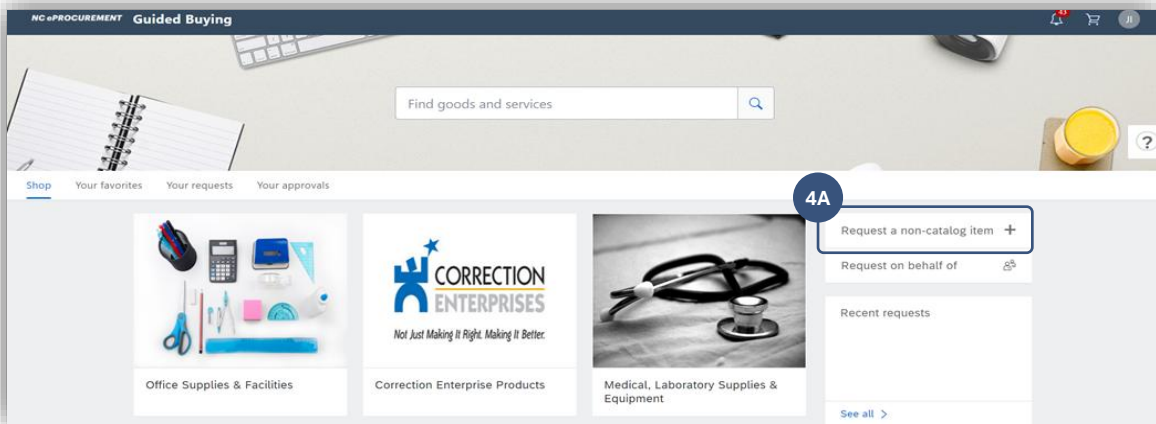 NC ePROCUREMENT Guided Buying
43
JI
Find goods and services
?
Shop Your favorites Your requests Your approvals
4A
Request a non-catalog item +
Request on behalf of
Recent requests
See all >
CORRECTION
ENTERPRISES
Not Just Making It Right. Making It Better.
Office Supplies & Facilities
Correction Enterprise Products
Medical, Laboratory Supplies &
Equipment